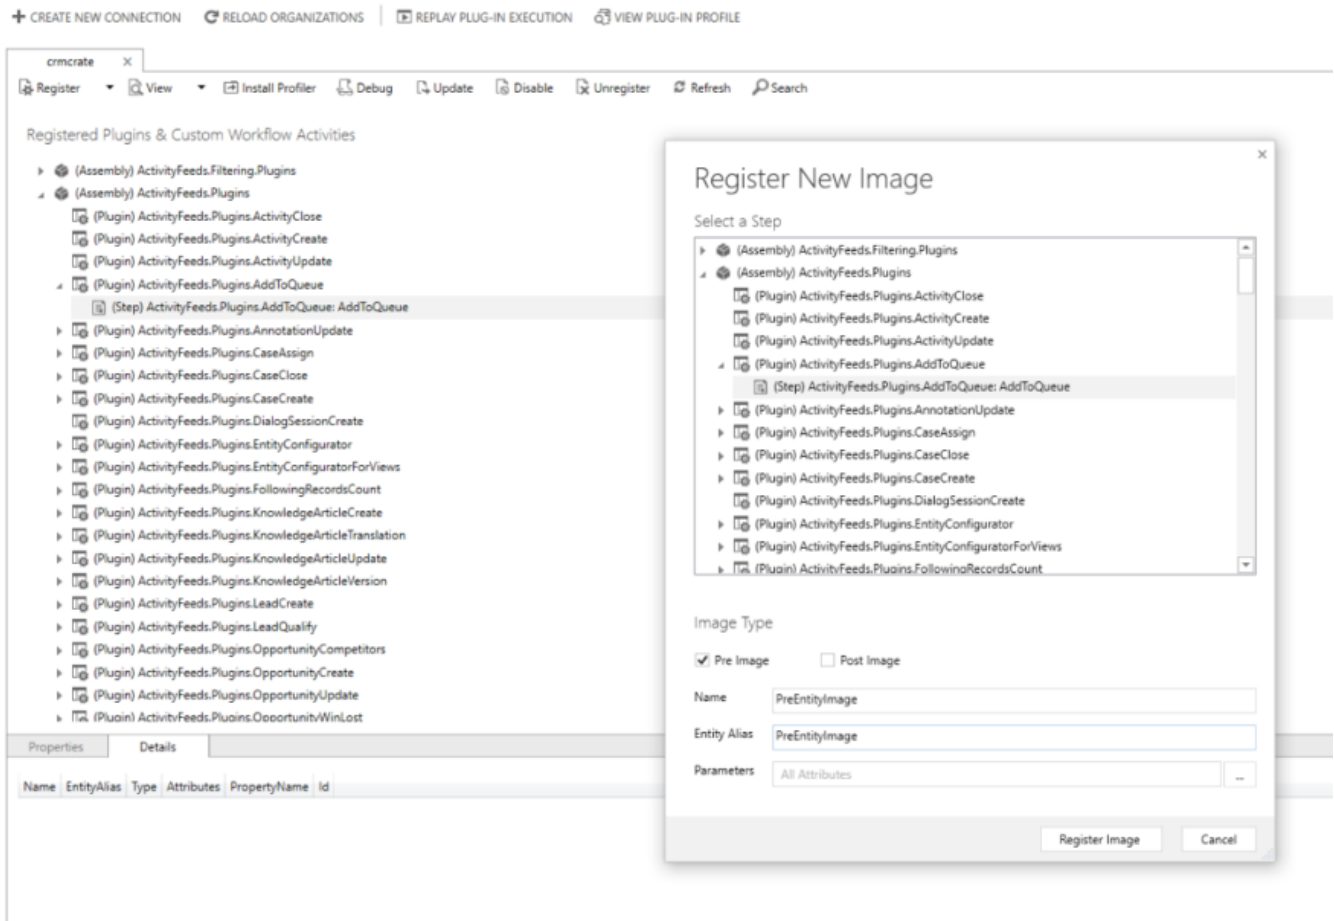 CREATE NEW CONNECTION RELOAD ORGANIZATIONS REPLAY PLUG-IN EXECUTION VIEW PLUG-IN PROFILE
crmcrate
Register View Install Profiler Debug Update Disable Unregister Refresh Search
Registered Plugins & Custom Workflow Activities
(Assembly) ActivityFeeds.Filtering.Plugins
(Assembly) ActivityFeeds.Plugins
(Plugin) ActivityFeeds.Plugins.ActivityClose
(Plugin) ActivityFeeds.Plugins.ActivityCreate
(Plugin) ActivityFeeds.Plugins.ActivityUpdate
(Plugin) ActivityFeeds.Plugins.AddToQueue
(Step) ActivityFeeds.Plugins.AddToQueue: AddToQueue
(Plugin) ActivityFeeds.Plugins.AnnotationUpdate
(Plugin) ActivityFeeds.Plugins.CaseAssign
(Plugin) ActivityFeeds.Plugins.CaseClose
(Plugin) ActivityFeeds.Plugins.CaseCreate
(Plugin) ActivityFeeds.Plugins.DialogSessionCreate
(Plugin) ActivityFeeds.Plugins.EntityConfigurator
(Plugin) ActivityFeeds.Plugins.EntityConfiguratorForViews
(Plugin) ActivityFeeds.Plugins.FollowingRecordsCount
(Plugin) ActivityFeeds.Plugins.KnowledgeArticleCreate
(Plugin) ActivityFeeds.Plugins.KnowledgeArticleTranslation
(Plugin) ActivityFeeds.Plugins.KnowledgeArticleUpdate
(Plugin) ActivityFeeds.Plugins.KnowledgeArticleVersion
(Plugin) ActivityFeeds.Plugins.LeadCreate
(Plugin) ActivityFeeds.Plugins.LeadQualify
(Plugin) ActivityFeeds.Plugins.OpportunityCompetitors
(Plugin) ActivityFeeds.Plugins.OpportunityCreate
(Plugin) ActivityFeeds.Plugins.OpportunityUpdate
(Plugin) ActivityFeeds.Plugins.OpportunityWinLost
Properties Details
Name EntityAlias Type Attributes PropertyName Id
Register New Image
Select a Step
(Assembly) ActivityFeeds.Filtering.Plugins
(Assembly) ActivityFeeds.Plugins
(Plugin) ActivityFeeds.Plugins.ActivityClose
(Plugin) ActivityFeeds.Plugins.ActivityCreate
(Plugin) ActivityFeeds.Plugins.ActivityUpdate
(Plugin) ActivityFeeds.Plugins.AddToQueue
(Step) ActivityFeeds.Plugins.AddToQueue: AddToQueue
(Plugin) ActivityFeeds.Plugins.AnnotationUpdate
(Plugin) ActivityFeeds.Plugins.CaseAssign
(Plugin) ActivityFeeds.Plugins.CaseClose
(Plugin) ActivityFeeds.Plugins.CaseCreate
(Plugin) ActivityFeeds.Plugins.DialogSessionCreate
(Plugin) ActivityFeeds.Plugins.EntityConfigurator
(Plugin) ActivityFeeds.Plugins.EntityConfiguratorForViews
(Plugin) ActivityFeeds.Plugins.FollowingRecordsCount
Image Type
Pre Image Post Image
Name PreEntityImage
Entity Alias PreEntityImage
Parameters All Attributes ...
Register Image Cancel